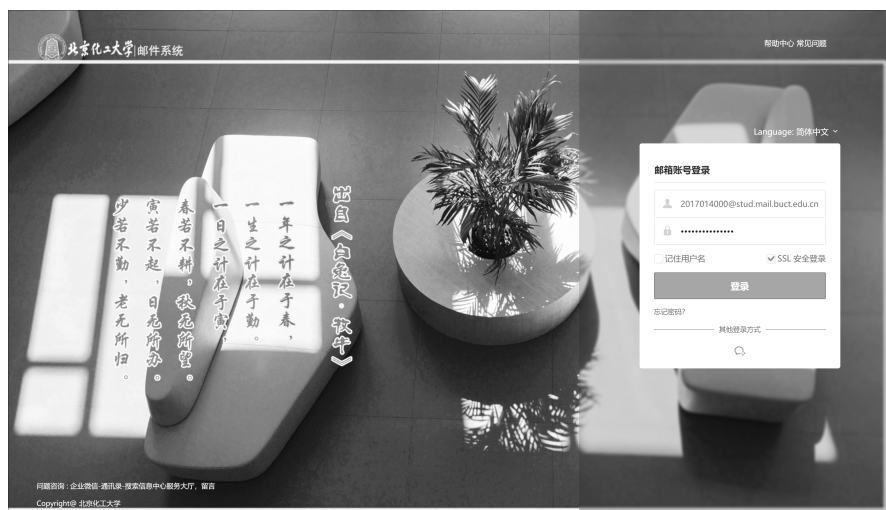 北京化工大学|邮件系统
帮助中心 常见问题
Language: 简体中文
邮箱账号登录
2017014000@stud.mail.buct.edu.cn
•••••••••••••••
记住用户名 SSL 安全登录
登录
忘记密码?
其他登录方式
出自《白兔记·牧牛》
一年之计在于春，
一生之计在于勤。
一日之计在于寅，
春若不耕，秋无所望。
寅若不起，日无所办。
少若不勤，老无所归。
问题咨询：企业微信-通讯录-搜索信息中心服务大厅，留言
Copyright@ 北京化工大学